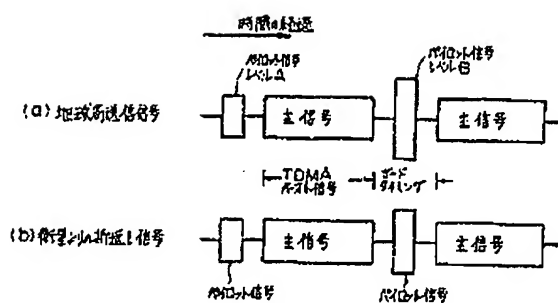 時間の経過
パイロット信号
レベルA
パイロット信号
レベルB
(a) 地球局送信信号
主信号
主信号
TDMA
バースト信号
ガード
タイミング
(b) 衛星よりの折返し信号
主信号
主信号
パイロット信号
パイロット信号